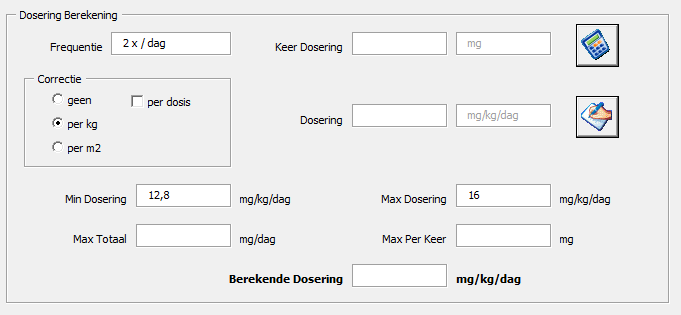 Dosering Berekening
Frequentie 2 x / dag Keer Dosering mg
Correctie
geen per dosis
per kg Dosering mg/kg/dag
per m2
Min Dosering 12,8 mg/kg/dag Max Dosering 16 mg/kg/dag
Max Totaal mg/dag Max Per Keer mg
Berekende Dosering mg/kg/dag